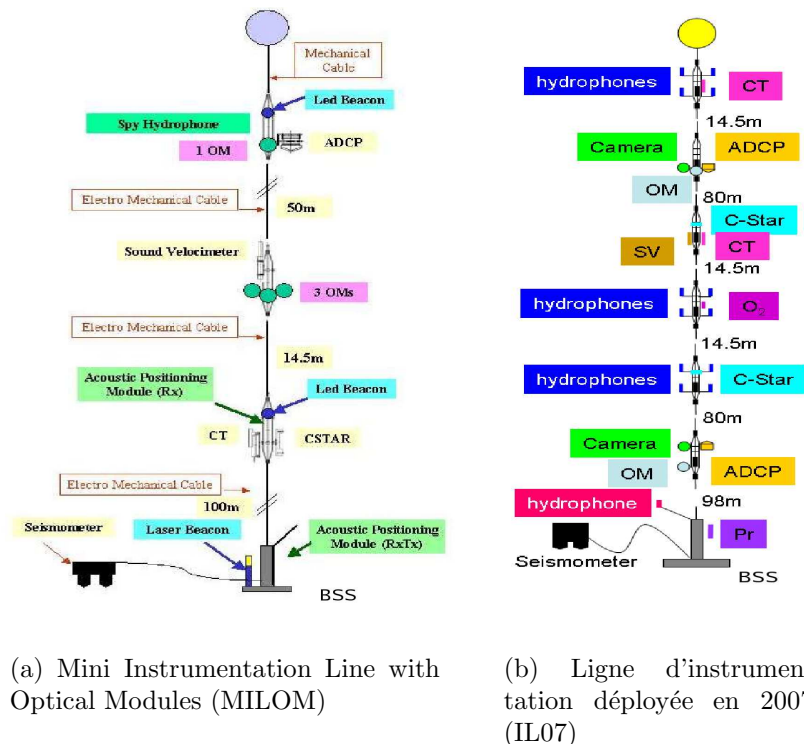 Mechanical
Cable
Led Beacon
Spy Hydrophone
1 OM
ADCP
Electro Mechanical Cable
50m
Sound Velocimeter
3 OMs
Electro Mechanical Cable
14.5m
Acoustic Positioning
Module (Rx)
Led Beacon
CT
CSTAR
Electro Mechanical Cable
100m
Seismometer
Laser Beacon
Acoustic Positioning
Module (RxTx)
BSS
(a) Mini Instrumentation Line with
Optical Modules (MILOM)
hydrophones
CT
14.5m
Camera
ADCP
OM
80m
C-Star
SV
CT
14.5m
hydrophones
O₂
14.5m
hydrophones
C-Star
80m
Camera
OM
ADCP
hydrophone
98m
Pr
Seismometer
BSS
(b) Ligne d'instrumen
tation déployée en 2007
(IL07)